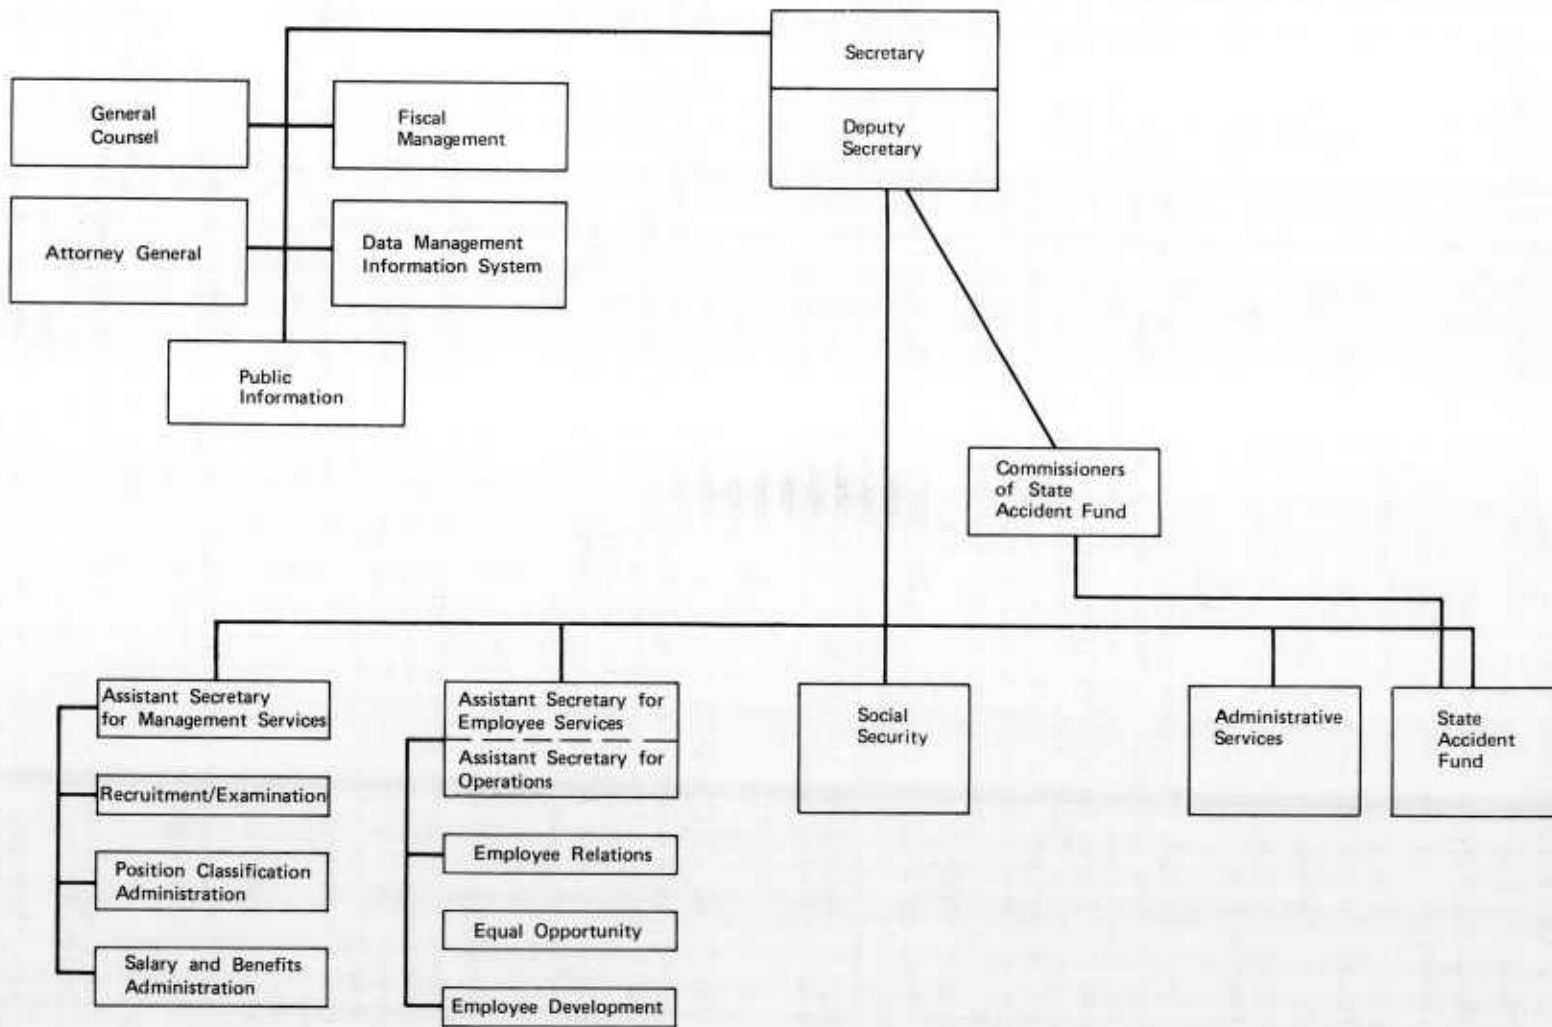 Secretary
Deputy
Secretary
General
Counsel
Fiscal
Management
Attorney General
Data Management
Information System
Public
Information
Commissioners
of State
Accident Fund
Assistant Secretary
for Management Services
Recruitment/Examination
Position Classification
Administration
Salary and Benefits
Administration
Assistant Secretary for
Employee Services
Assistant Secretary for
Operations
Employee Relations
Equal Opportunity
Employee Development
Social
Security
Administrative
Services
State
Accident
Fund